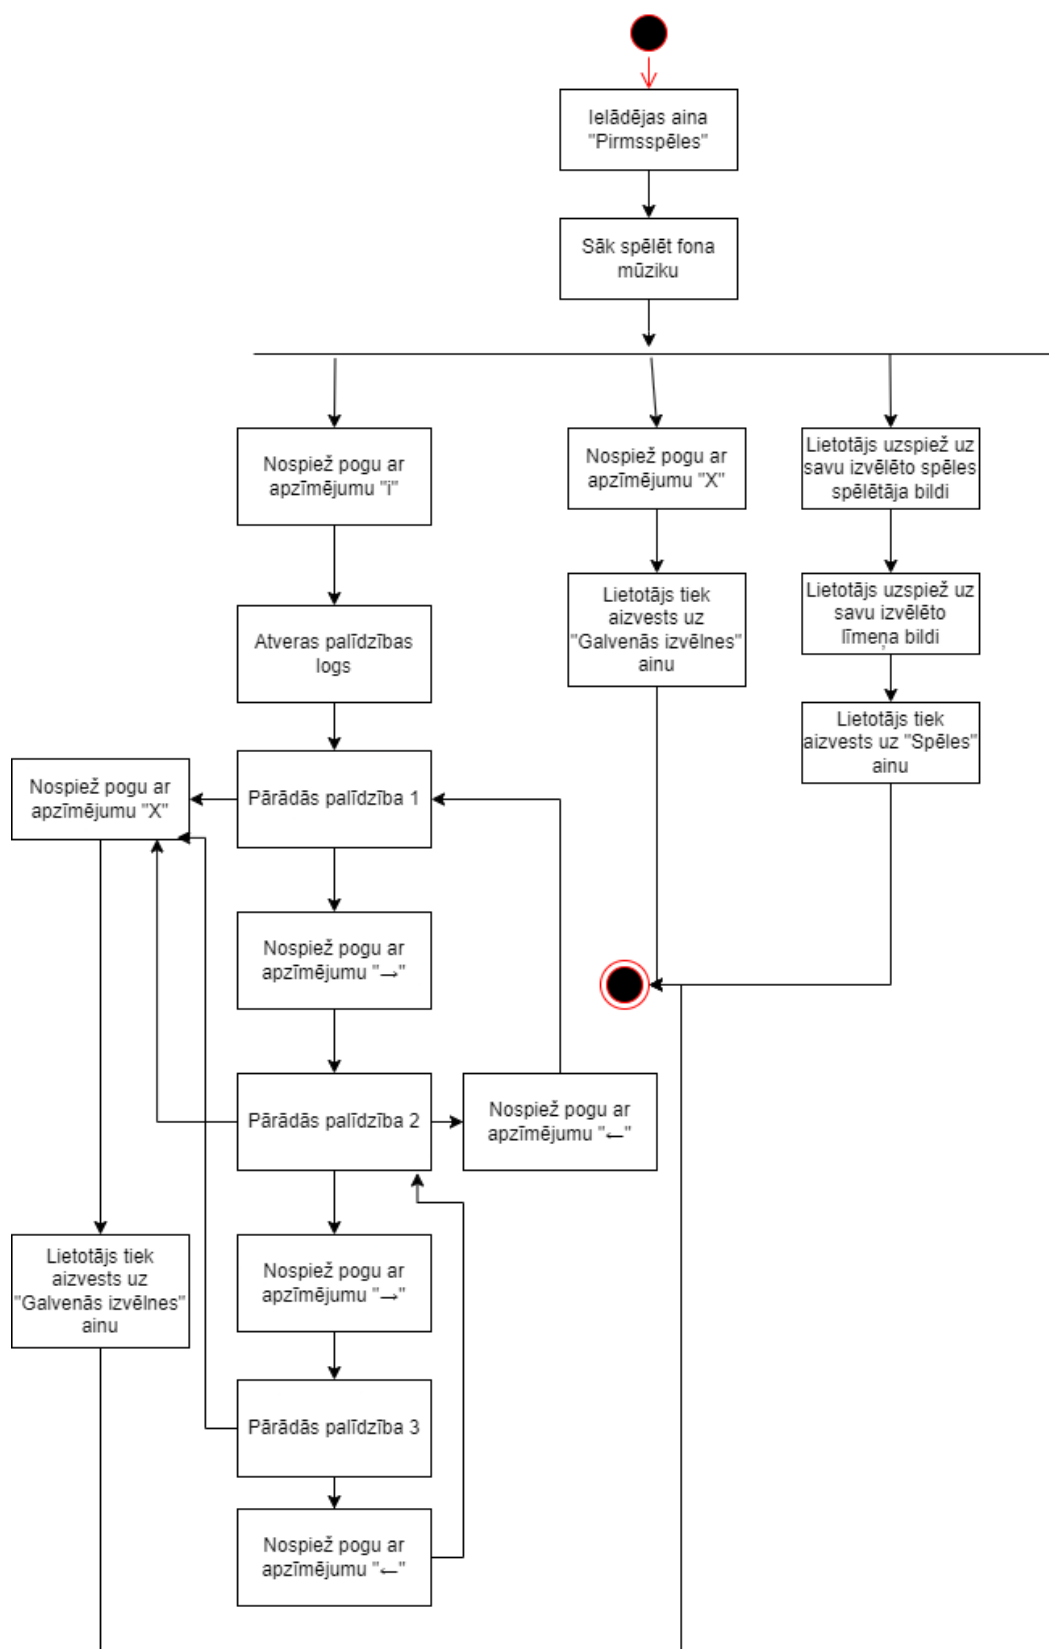 Ielādējas aina
"Pirmsspēles"
Sāk spēlēt fona
mūziku
Nospiež pogu ar
apzīmējumu "i"
Nospiež pogu ar
apzīmējumu "X"
Lietotājs uzspiež uz
savu izvēlēto spēles
spēlētāja bildi
Atveras palīdzības
logs
Lietotājs tiek
aizvests uz
"Galvenās izvēlnes"
ainu
Lietotājs uzspiež uz
savu izvēlēto
līmeņa bildi
Lietotājs tiek
aizvests uz "Spēles"
ainu
Nospiež pogu ar
apzīmējumu "X"
Pārādās palīdzība 1
Nospiež pogu ar
apzīmējumu "→"
Pārādās palīdzība 2
Nospiež pogu ar
apzīmējumu "←"
Lietotājs tiek
aizvests uz
"Galvenās izvēlnes"
ainu
Nospiež pogu ar
apzīmējumu "→"
Pārādās palīdzība 3
Nospiež pogu ar
apzīmējumu "←"